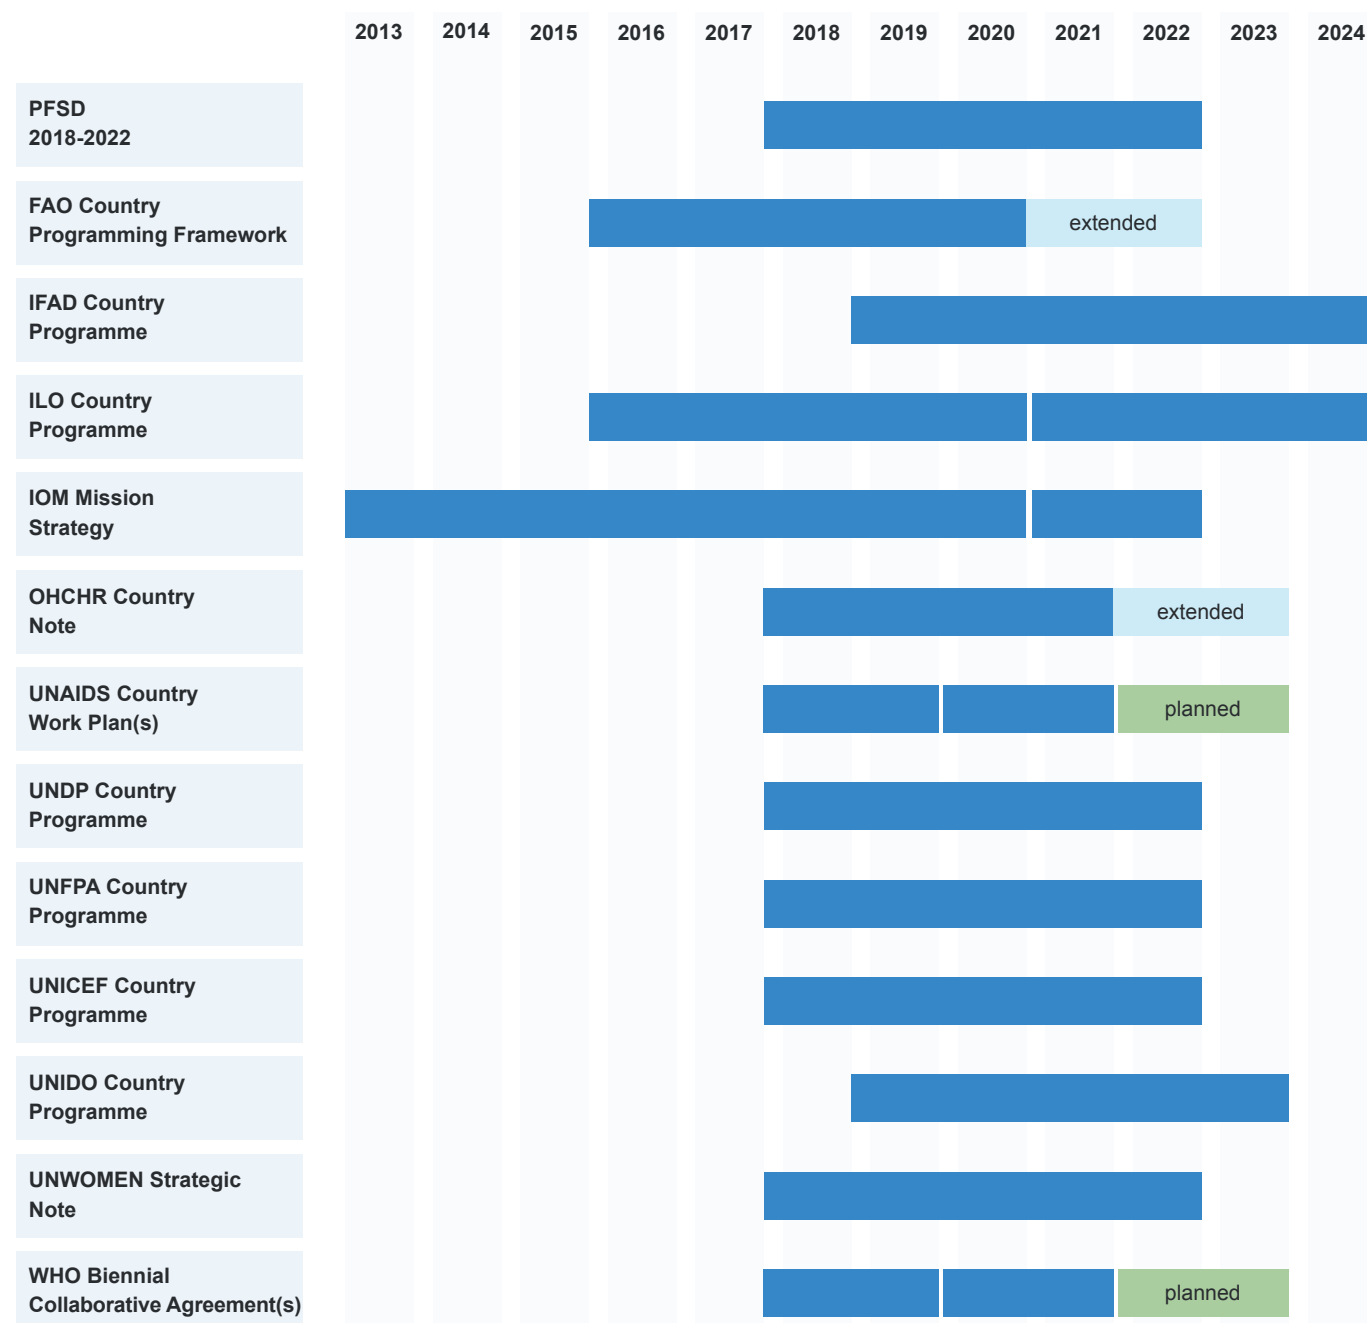 2013 2014 2015 2016 2017 2018 2019 2020 2021 2022 2023 2024
PFSD
2018-2022
FAO Country
Programming Framework
extended
IFAD Country
Programme
ILO Country
Programme
IOM Mission
Strategy
OHCHR Country
Note
extended
UNAIDS Country
Work Plan(s)
planned
UNDP Country
Programme
UNFPA Country
Programme
UNICEF Country
Programme
UNIDO Country
Programme
UNWOMEN Strategic
Note
WHO Biennial
Collaborative Agreement(s)
planned